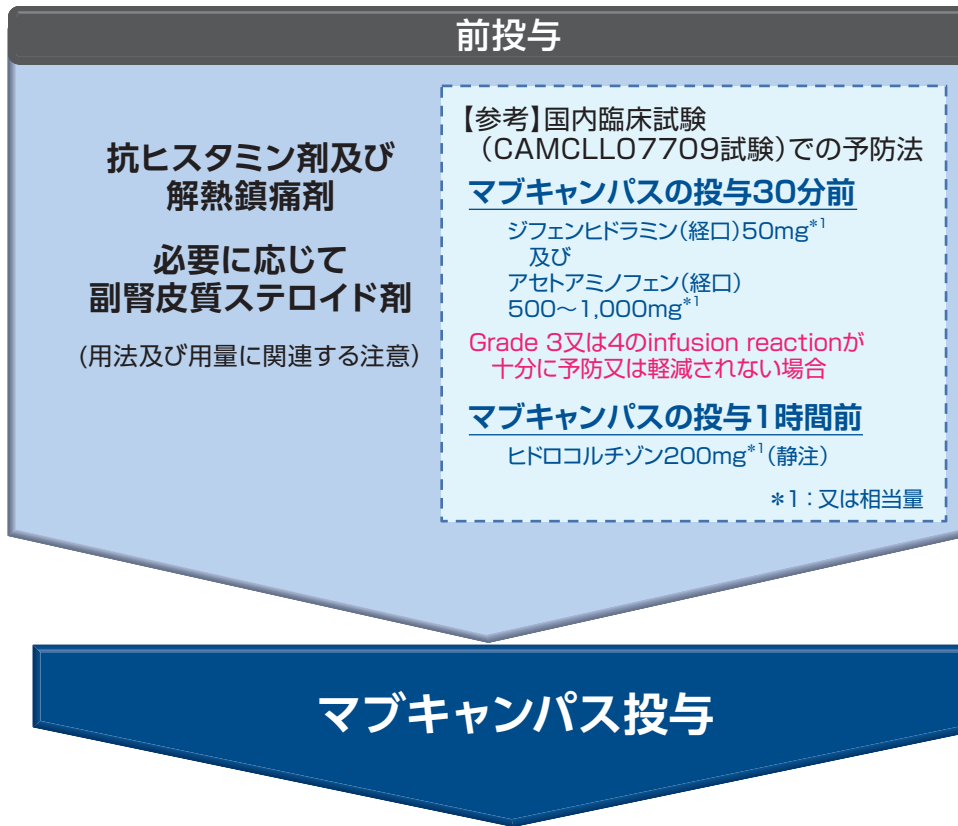 前投与
抗ヒスタミン剤及び
解熱鎮痛剤
必要に応じて
副腎皮質ステロイド剤
(用法及び用量に関連する注意)
【参考】国内臨床試験
(CAMCLL07709試験)での予防法
マブキャンパスの投与30分前
ジフェンヒドラミン(経口)50mg*1
及び
アセトアミノフェン(経口)
500〜1,000mg*1
Grade 3又は4のinfusion reactionが
十分に予防又は軽減されない場合
マブキャンパスの投与1時間前
ヒドロコルチゾン200mg*1(静注)
*1:又は相当量
マブキャンパス投与